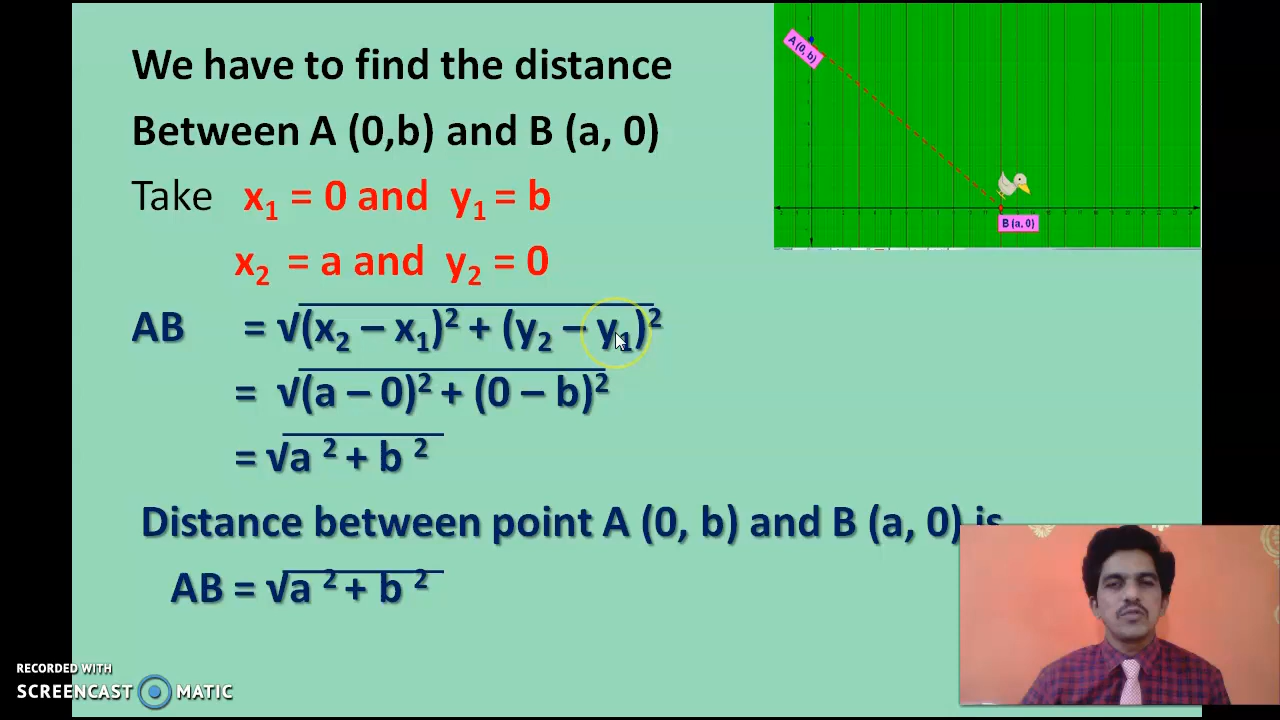 We have to find the distance
Between A (0,b) and B (a, 0)
Take x₁ = 0 and y₁ = b
x₂ = a and y₂ = 0
AB = √(x₂ – x₁)² + (y₂ – y₁)²
= √(a – 0)² + (0 – b)²
= √a ² + b ²
Distance between point A (0, b) and B (a, 0) is
AB = √a ² + b ²
A (0, b)
B (a, 0)
RECORDED WITH
SCREENCAST MATIC